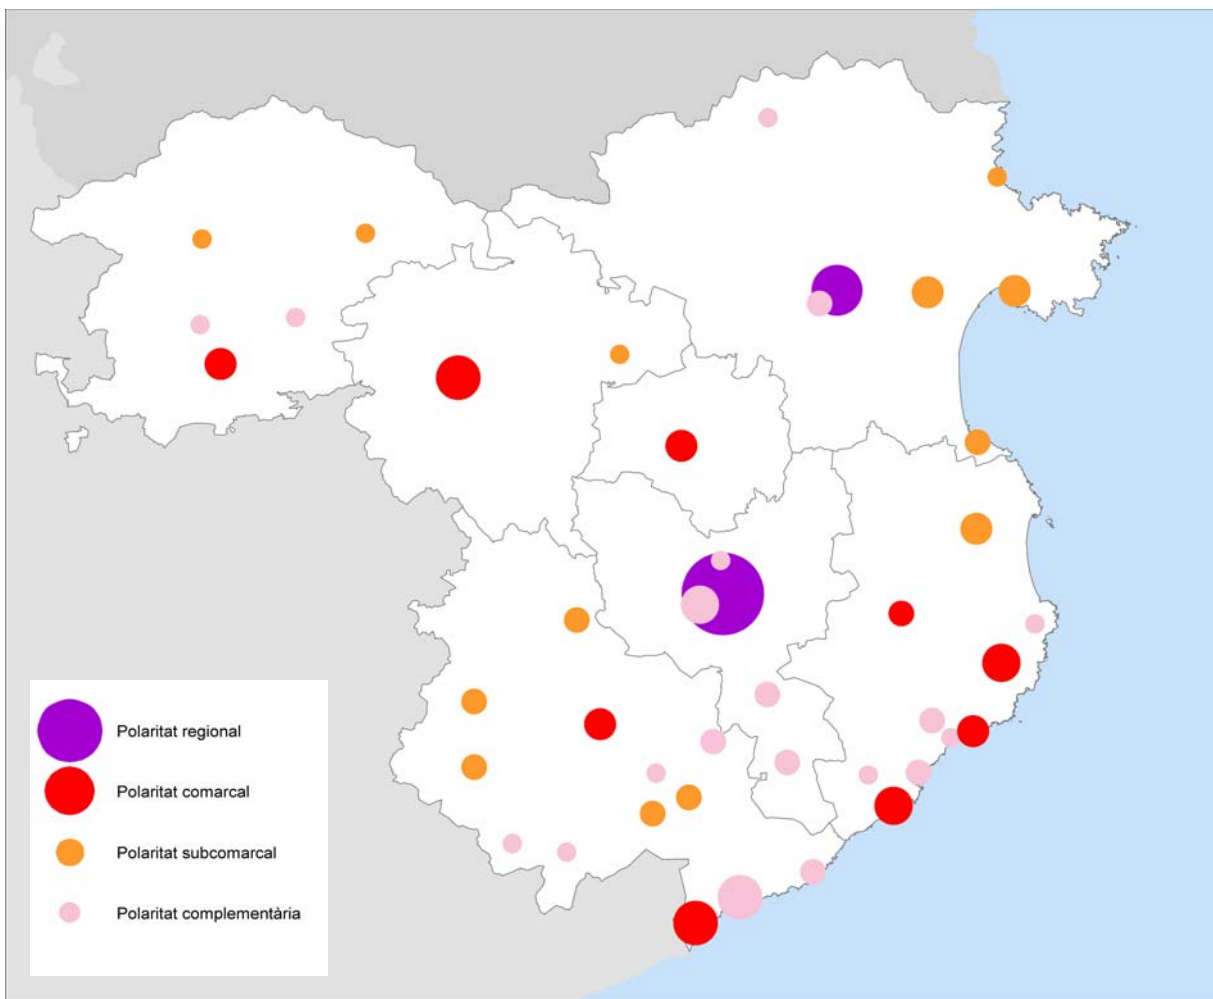 Polaritat regional
Polaritat comarcal
Polaritat subcomarcal
Polaritat complementària